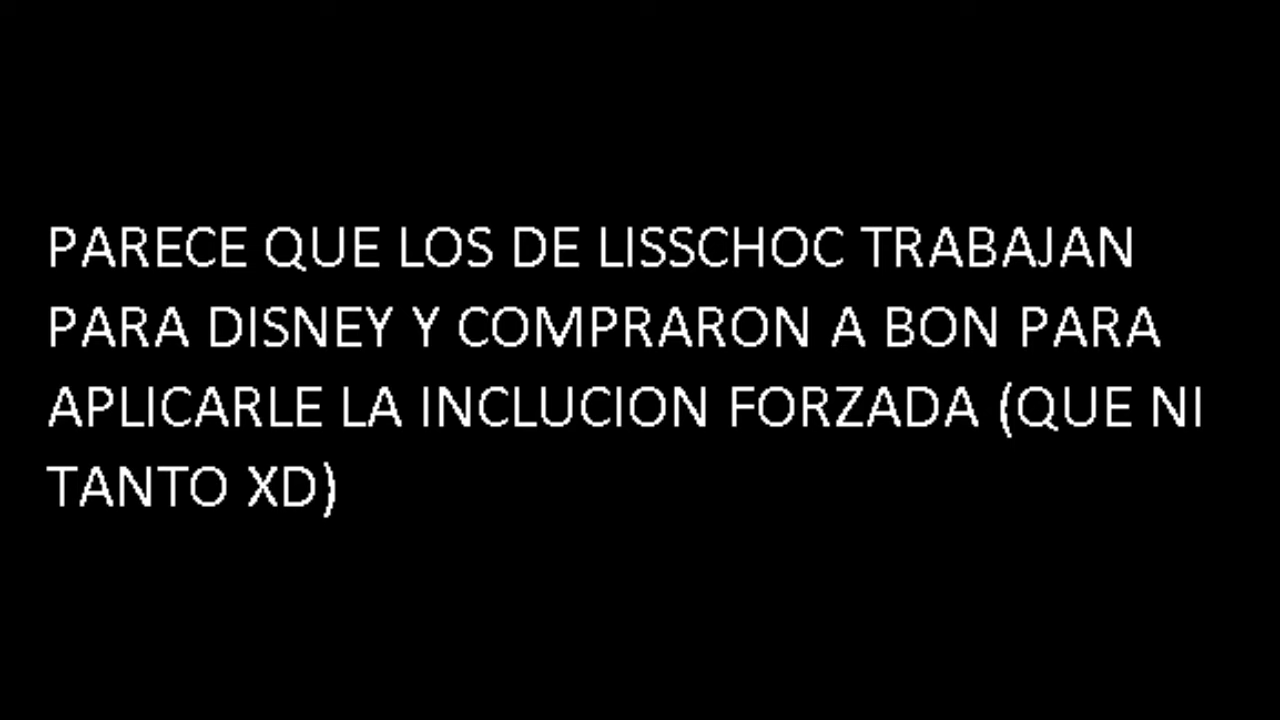 PARECE QUE LOS DE LISSCHOC TRABAJAN
PARA DISNEY Y COMPRARON A BON PARA
APLICARLE LA INCLUCION FORZADA (QUE NI
TANTO XD)